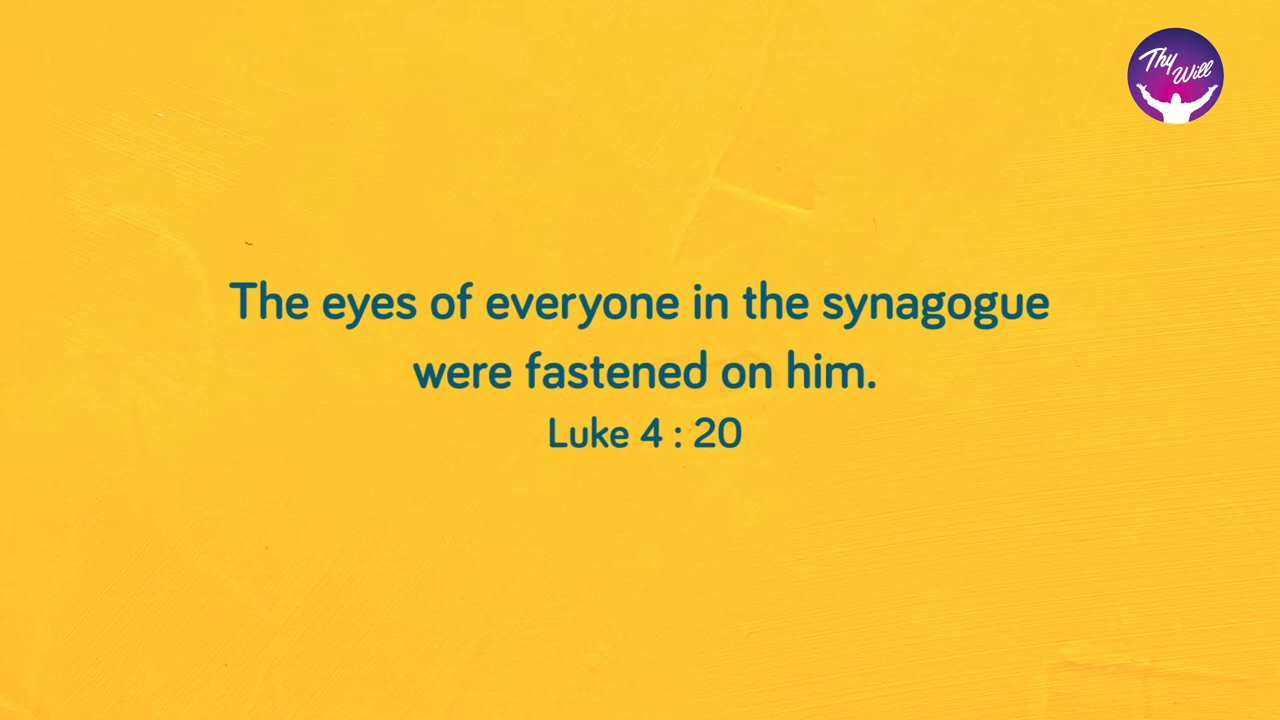 Thy
Will
The eyes of everyone in the synagogue
were fastened on him.
Luke 4 : 20